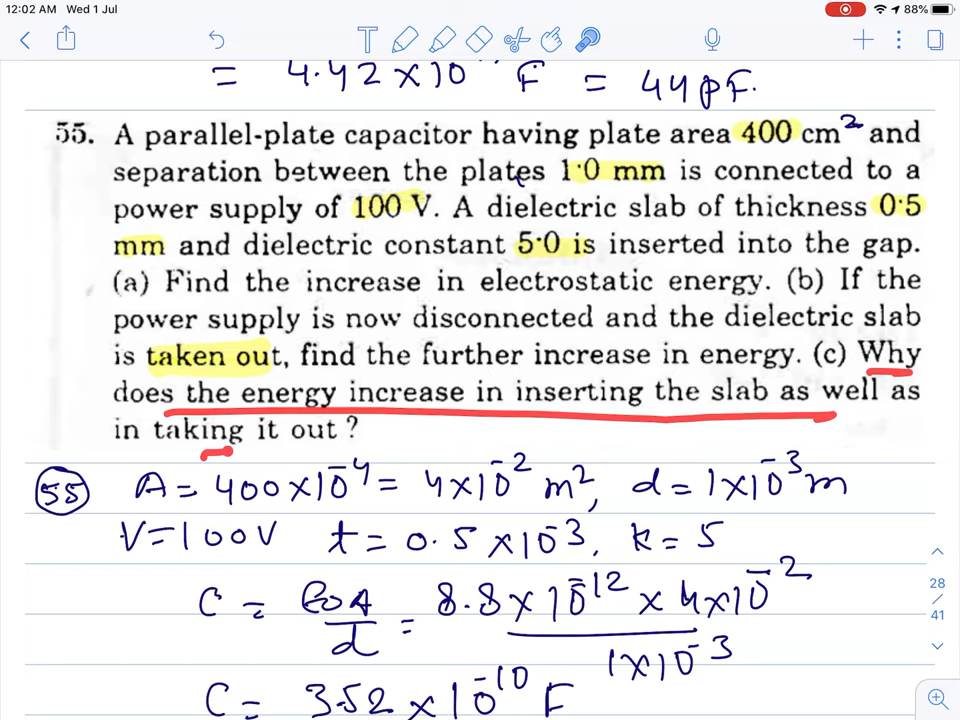 12:02 AM Wed 1 Jul
88%
= 4.42 × 10 F = 44 pF.
55. A parallel-plate capacitor having plate area 400 cm² and
separation between the plates 1·0 mm is connected to a
power supply of 100 V. A dielectric slab of thickness 0·5
mm and dielectric constant 5·0 is inserted into the gap.
(a) Find the increase in electrostatic energy. (b) If the
power supply is now disconnected and the dielectric slab
is taken out, find the further increase in energy. (c) Why
does the energy increase in inserting the slab as well as
in taking it out ?
55 A = 400×10⁻⁴ = 4×10⁻² m², d = 1×10⁻³ m
V=100V t = 0.5 ×10⁻³, K = 5
C = ε₀A/d = 8.8 × 10⁻¹² × 4×10⁻² / 1×10⁻³
C = 3.52 × 10⁻¹⁰ F
28
/
41